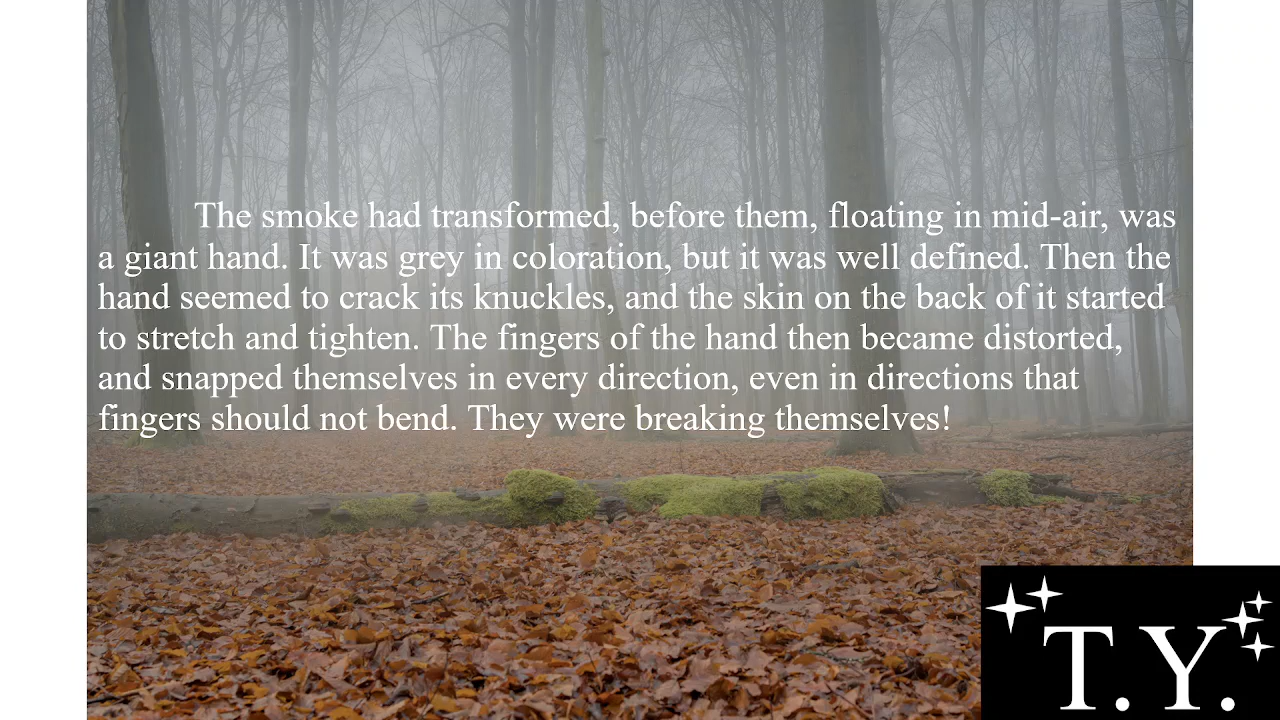 The smoke had transformed, before them, floating in mid-air, was
a giant hand. It was grey in coloration, but it was well defined. Then the
hand seemed to crack its knuckles, and the skin on the back of it started
to stretch and tighten. The fingers of the hand then became distorted,
and snapped themselves in every direction, even in directions that
fingers should not bend. They were breaking themselves!
T.Y.